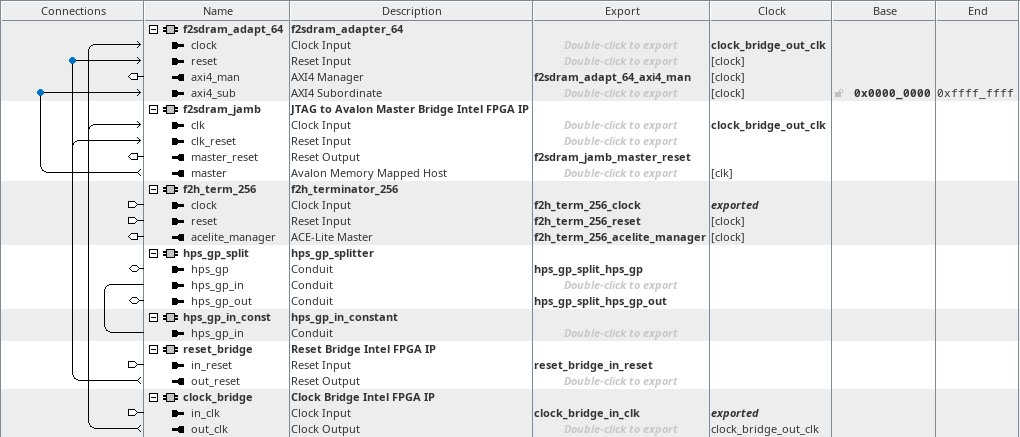 Connections Name Description Export Clock Base End
f2sdram_adapt_64 f2sdram_adapter_64
clock Clock Input Double-click to export clock_bridge_out_clk
reset Reset Input Double-click to export [clock]
axi4_man AXI4 Manager f2sdram_adapt_64_axi4_man [clock]
axi4_sub AXI4 Subordinate Double-click to export [clock] 0x0000_0000 0xffff_ffff
f2sdram_jamb JTAG to Avalon Master Bridge Intel FPGA IP
clk Clock Input Double-click to export clock_bridge_out_clk
clk_reset Reset Input Double-click to export
master_reset Reset Output f2sdram_jamb_master_reset
master Avalon Memory Mapped Host Double-click to export [clk]
f2h_term_256 f2h_terminator_256
clock Clock Input f2h_term_256_clock exported
reset Reset Input f2h_term_256_reset [clock]
acelite_manager ACE-Lite Master f2h_term_256_acelite_manager [clock]
hps_gp_split hps_gp_splitter
hps_gp Conduit hps_gp_split_hps_gp
hps_gp_in Conduit Double-click to export
hps_gp_out Conduit hps_gp_split_hps_gp_out
hps_gp_in_const hps_gp_in_constant
hps_gp_in Conduit Double-click to export
reset_bridge Reset Bridge Intel FPGA IP
in_reset Reset Input reset_bridge_in_reset
out_reset Reset Output Double-click to export
clock_bridge Clock Bridge Intel FPGA IP
in_clk Clock Input clock_bridge_in_clk exported
out_clk Clock Output Double-click to export clock_bridge_out_clk